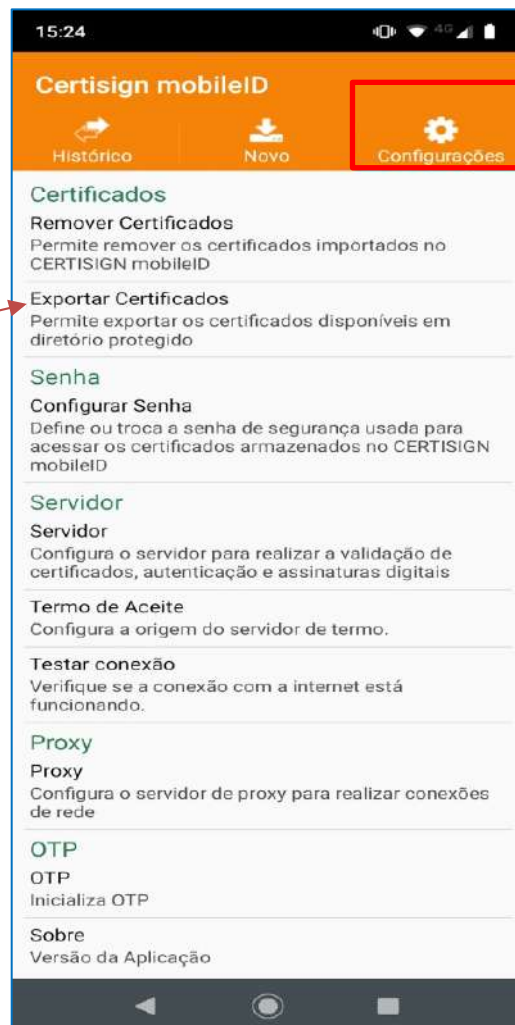 15:24
4G
Certisign mobileID
Histórico
Novo
Configurações
Certificados
Remover Certificados
Permite remover os certificados importados no
CERTISIGN mobileID
Exportar Certificados
Permite exportar os certificados disponíveis em
diretório protegido
Senha
Configurar Senha
Define ou troca a senha de segurança usada para
acessar os certificados armazenados no CERTISIGN
mobileID
Servidor
Servidor
Configura o servidor para realizar a validação de
certificados, autenticação e assinaturas digitais
Termo de Aceite
Configura a origem do servidor de termo.
Testar conexão
Verifique se a conexão com a internet está
funcionando.
Proxy
Proxy
Configura o servidor de proxy para realizar conexões
de rede
OTP
OTP
Inicializa OTP
Sobre
Versão da Aplicação